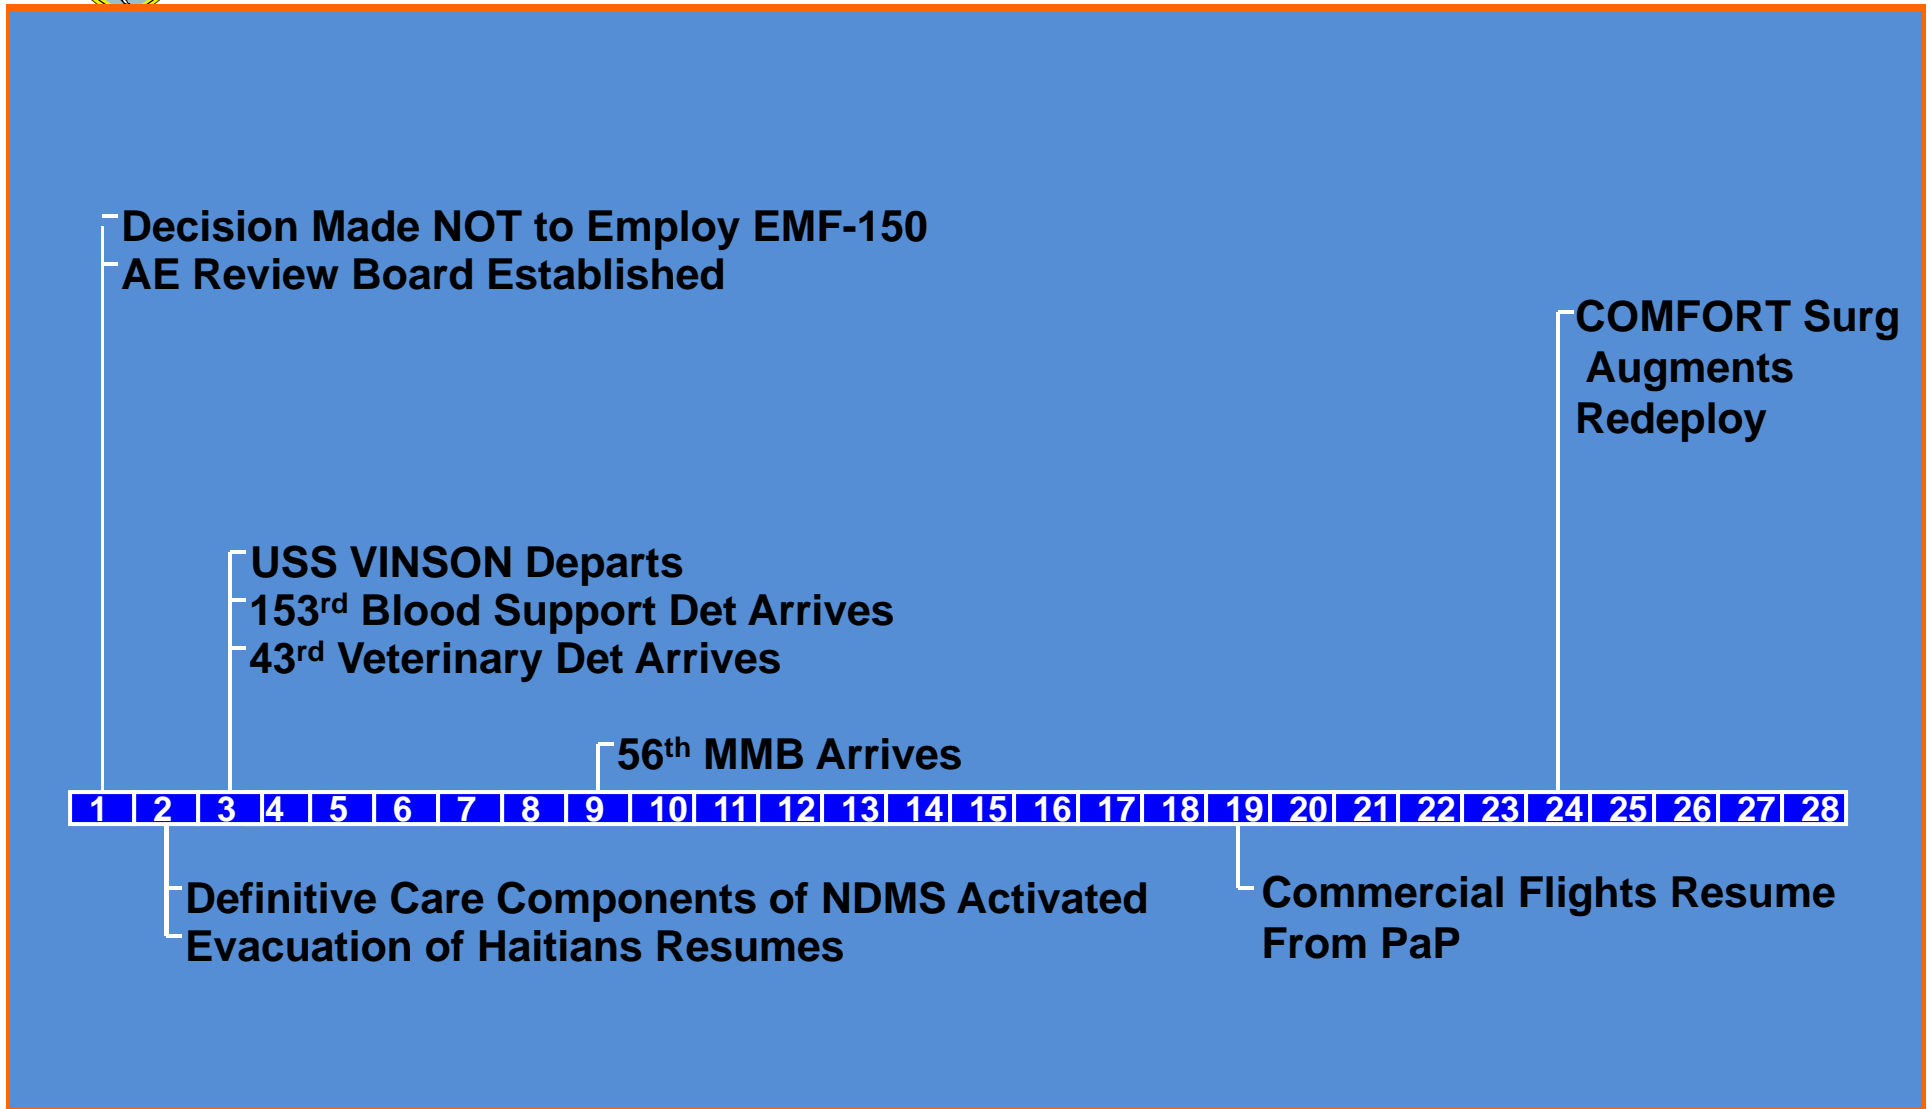 Decision Made NOT to Employ EMF-150
AE Review Board Established
COMFORT Surg
Augments
Redeploy
USS VINSON Departs
153rd Blood Support Det Arrives
43rd Veterinary Det Arrives
56th MMB Arrives
1 2 3 4 5 6 7 8 9 10 11 12 13 14 15 16 17 18 19 20 21 22 23 24 25 26 27 28
Definitive Care Components of NDMS Activated
Evacuation of Haitians Resumes
Commercial Flights Resume
From PaP